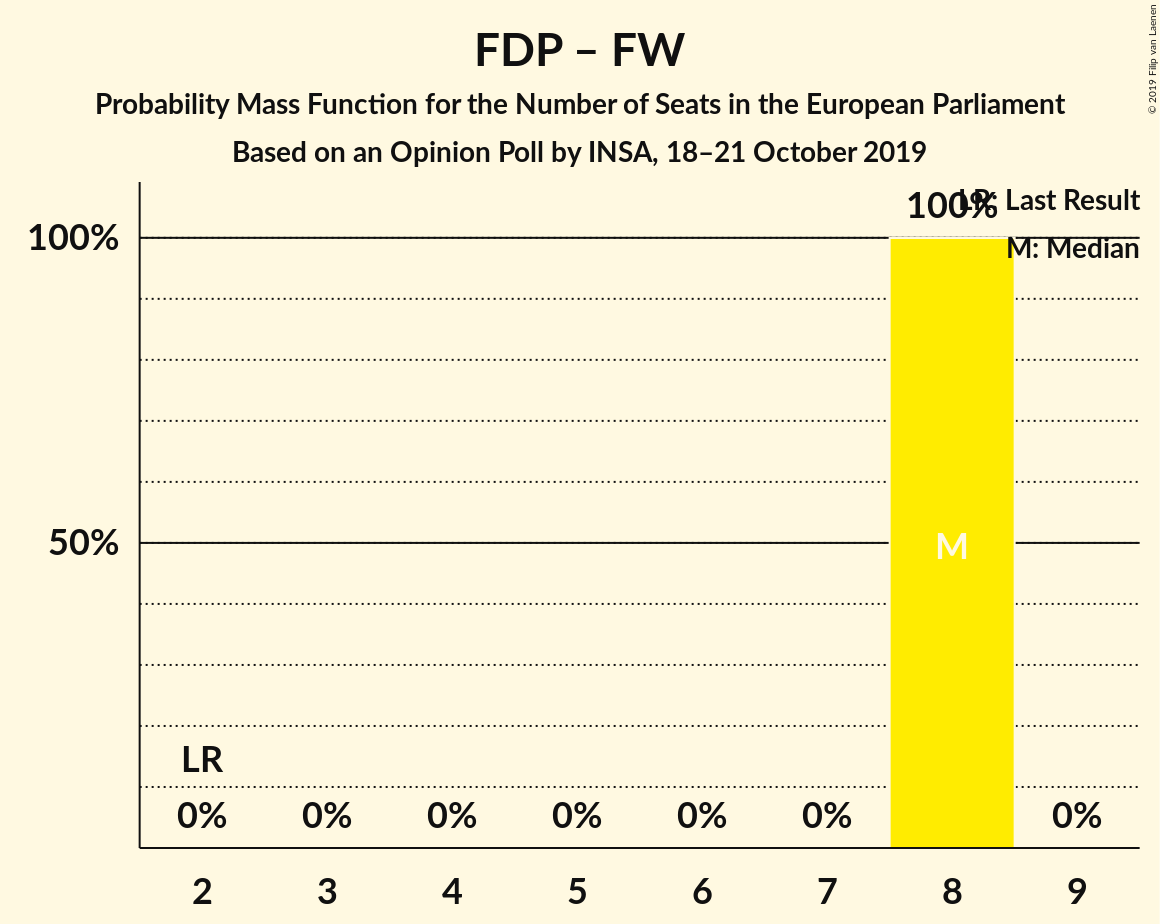 FDP – FW
Probability Mass Function for the Number of Seats in the European Parliament
Based on an Opinion Poll by INSA, 18–21 October 2019
© 2019 Filip van Laenen
LR: Last Result
M: Median
100%
100%
50%
M
LR
0% 0% 0% 0% 0% 0% 0%
2 3 4 5 6 7 8 9